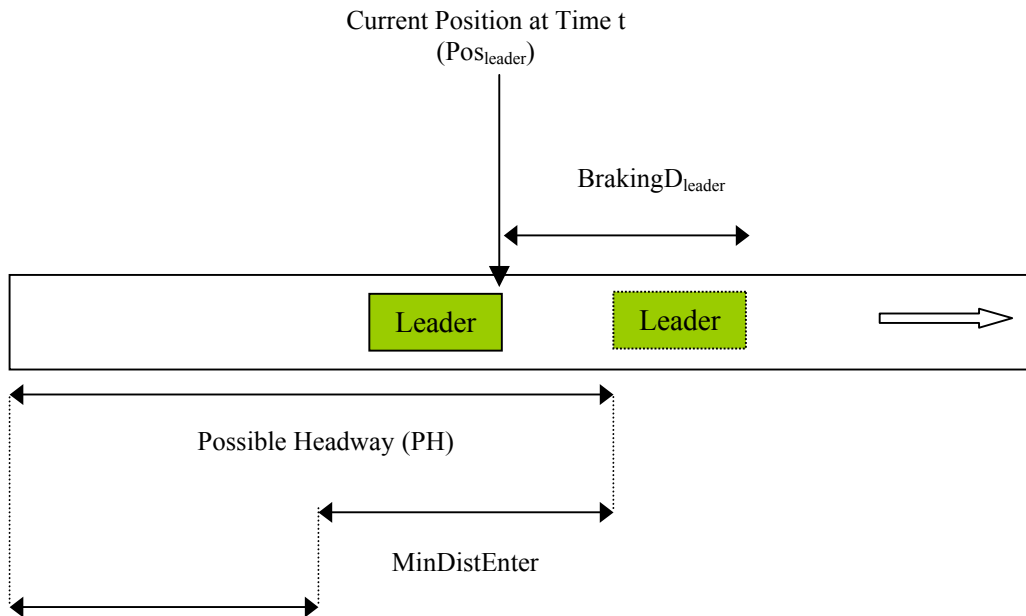 Current Position at Time t
(Posleader)
BrakingDleader
Leader
Leader
Possible Headway (PH)
MinDistEnter